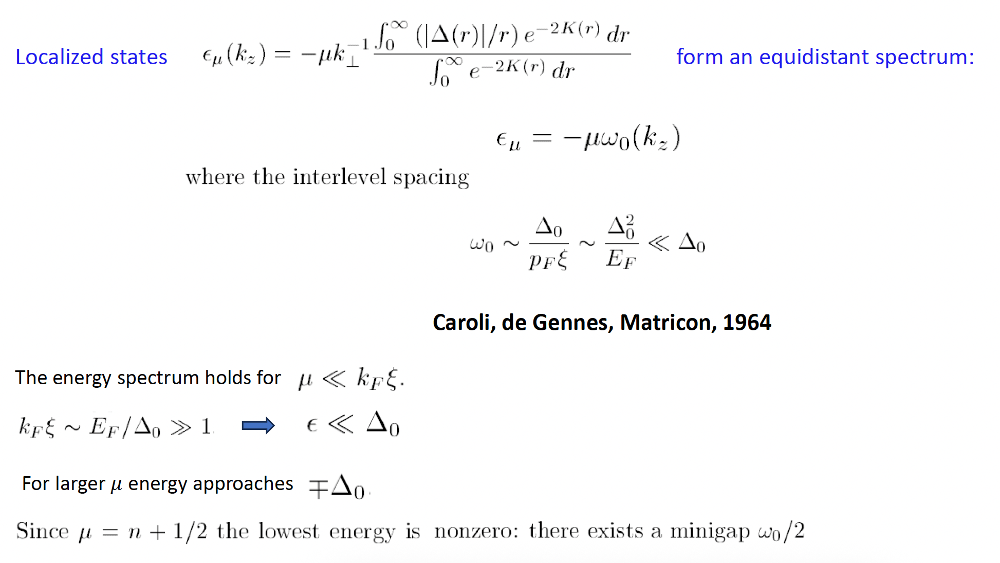 Localized states $\epsilon_\mu(k_z) = -\mu k_\perp^{-1} \frac{\int_0^\infty (|\Delta(r)|/r)\, e^{-2K(r)}\, dr}{\int_0^\infty e^{-2K(r)}\, dr}$ form an equidistant spectrum:
$\epsilon_\mu = -\mu\omega_0(k_z)$
where the interlevel spacing
$\omega_0 \sim \frac{\Delta_0}{p_F\xi} \sim \frac{\Delta_0^2}{E_F} \ll \Delta_0$
Caroli, de Gennes, Matricon, 1964
The energy spectrum holds for $\mu \ll k_F\xi.$
$k_F\xi \sim E_F/\Delta_0 \gg 1.$ $\epsilon \ll \Delta_0$
For larger $\mu$ energy approaches $\mp\Delta_0.$
Since $\mu = n + 1/2$ the lowest energy is nonzero: there exists a minigap $\omega_0/2$